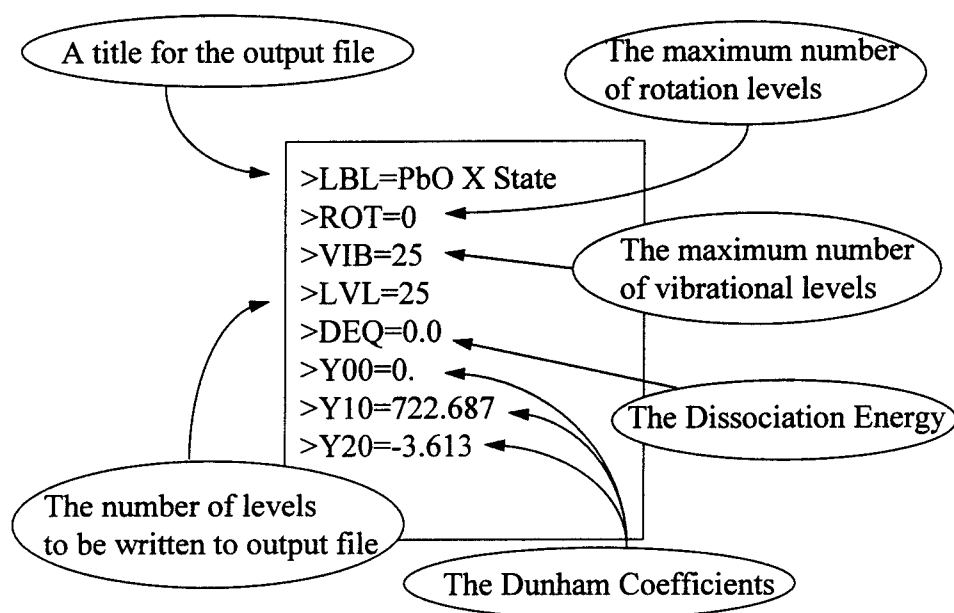 A title for the output file
The maximum number
of rotation levels
>LBL=PbO X State
>ROT=0
>VIB=25
>LVL=25
>DEQ=0.0
>Y00=0.
>Y10=722.687
>Y20=-3.613
The maximum number
of vibrational levels
The Dissociation Energy
The number of levels
to be written to output file
The Dunham Coefficients